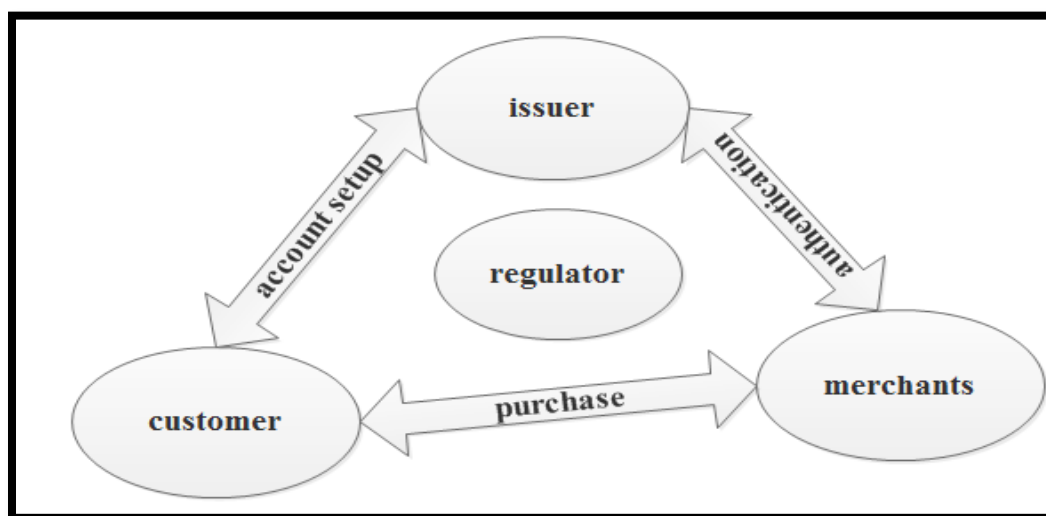 issuer
account setup
authentication
regulator
merchants
customer
purchase